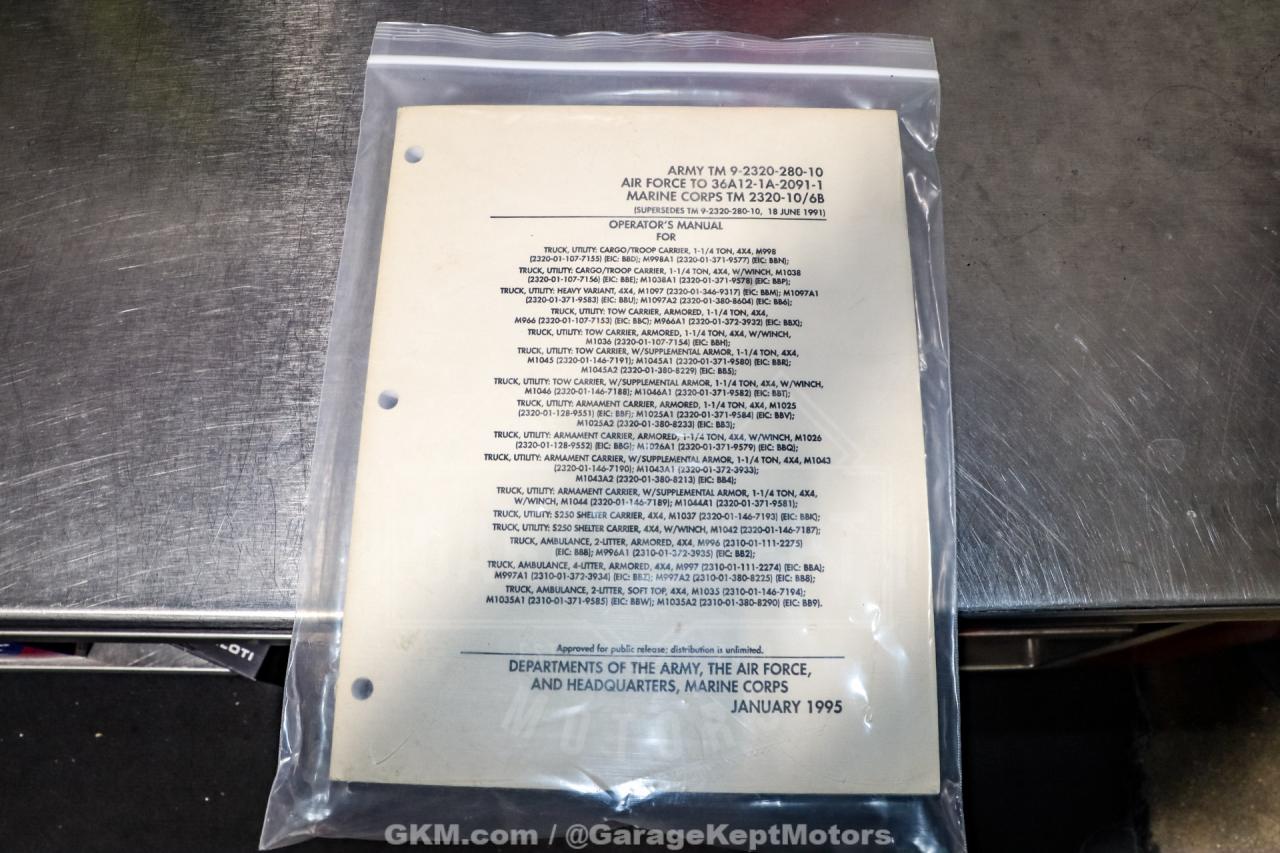 ARMY TM 9-2320-280-10
AIR FORCE TO 36A12-1A-2091-1
MARINE CORPS TM 2320-10/6B
(SUPERSEDES TM 9-2320-280-10, 18 JUNE 1991)
OPERATOR'S MANUAL
FOR
TRUCK, UTILITY: CARGO/TROOP CARRIER, 1-1/4 TON, 4X4, M998
(2320-01-107-7155) (EIC: BBD); M998A1 (2320-01-371-9577) (EIC: BBN);
TRUCK, UTILITY: CARGO/TROOP CARRIER, 1-1/4 TON, 4X4, W/WINCH, M1038
(2320-01-107-7156) (EIC: BBE); M1038A1 (2320-01-371-9578) (EIC: BBP);
TRUCK, UTILITY: HEAVY VARIANT, 4X4, M1097 (2320-01-346-9317) (EIC: BBM); M1097A1
(2320-01-371-9583) (EIC: BBU); M1097A2 (2320-01-380-8604) (EIC: BB6);
TRUCK, UTILITY: TOW CARRIER, ARMORED, 1-1/4 TON, 4X4,
M966 (2320-01-107-7153) (EIC: BBC); M966A1 (2320-01-372-3932) (EIC: BBX);
TRUCK, UTILITY: TOW CARRIER, ARMORED, 1-1/4 TON, 4X4, W/WINCH,
M1036 (2320-01-107-7154) (EIC: BBH);
TRUCK, UTILITY: TOW CARRIER, W/SUPPLEMENTAL ARMOR, 1-1/4 TON, 4X4,
M1045 (2320-01-146-7191); M1045A1 (2320-01-371-9580) (EIC: BBR);
M1045A2 (2320-01-380-8229) (EIC: BB5);
TRUCK, UTILITY: TOW CARRIER, W/SUPPLEMENTAL ARMOR, 1-1/4 TON, 4X4, W/WINCH,
M1046 (2320-01-146-7188); M1046A1 (2320-01-371-9582) (EIC: BBT);
TRUCK, UTILITY: ARMAMENT CARRIER, ARMORED, 1-1/4 TON, 4X4, M1025
(2320-01-128-9551) (EIC: BBF); M1025A1 (2320-01-371-9584) (EIC: BBV);
M1025A2 (2320-01-380-8233) (EIC: BB3);
TRUCK, UTILITY: ARMAMENT CARRIER, ARMORED, 1-1/4 TON, 4X4, W/WINCH, M1026
(2320-01-128-9552) (EIC: BBG); M1026A1 (2320-01-371-9579) (EIC: BBQ);
TRUCK, UTILITY: ARMAMENT CARRIER, W/SUPPLEMENTAL ARMOR, 1-1/4 TON, 4X4, M1043
(2320-01-146-7190); M1043A1 (2320-01-372-3933);
M1043A2 (2320-01-380-8213) (EIC: BB4);
TRUCK, UTILITY: ARMAMENT CARRIER, W/SUPPLEMENTAL ARMOR, 1-1/4 TON, 4X4,
W/WINCH, M1044 (2320-01-146-7189); M1044A1 (2320-01-371-9581);
TRUCK, UTILITY: S250 SHELTER CARRIER, 4X4, M1037 (2320-01-146-7193) (EIC: BBK);
TRUCK, UTILITY: S250 SHELTER CARRIER, 4X4, W/WINCH, M1042 (2320-01-146-7187);
TRUCK, AMBULANCE, 2-LITTER, ARMORED, 4X4, M996 (2310-01-111-2275)
(EIC: BBB); M996A1 (2310-01-372-3935) (EIC: BB2);
TRUCK, AMBULANCE, 4-LITTER, ARMORED, 4X4, M997 (2310-01-111-2274) (EIC: BBA);
M997A1 (2310-01-372-3934) (EIC: BBZ); M997A2 (2310-01-380-8225) (EIC: BB8);
TRUCK, AMBULANCE, 2-LITTER, SOFT TOP, 4X4, M1035 (2310-01-146-7194);
M1035A1 (2310-01-371-9585) (EIC: BBW); M1035A2 (2310-01-380-8290) (EIC: BB9).
Approved for public release; distribution is unlimited.
DEPARTMENTS OF THE ARMY, THE AIR FORCE,
AND HEADQUARTERS, MARINE CORPS
JANUARY 1995
MOTOR
GKM.com / @GarageKeptMotors